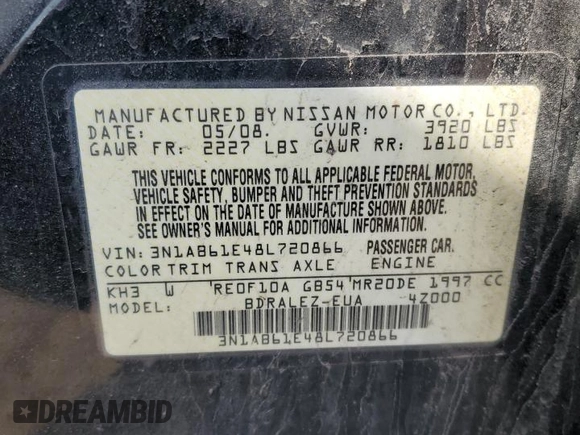 MANUFACTURED BY NISSAN MOTOR CO., LTD.
DATE: 05/08. GVWR: 3920 LBS
GAWR FR: 2227 LBS GAWR RR: 1810 LBS
THIS VEHICLE CONFORMS TO ALL APPLICABLE FEDERAL MOTOR
VEHICLE SAFETY, BUMPER AND THEFT PREVENTION STANDARDS
IN EFFECT ON THE DATE OF MANUFACTURE SHOWN ABOVE.
SEE OWNER'S MANUAL FOR ADDITIONAL INFORMATION.
VIN: 3N1AB61E48L720866 PASSENGER CAR.
COLOR TRIM TRANS AXLE ENGINE
KH3 W 'RE0F10A GB54'MR20DE 1997 CC
MODEL: BDRALEZ-EUA 4Z000
3N1AB61E48L720866
DREAMBID